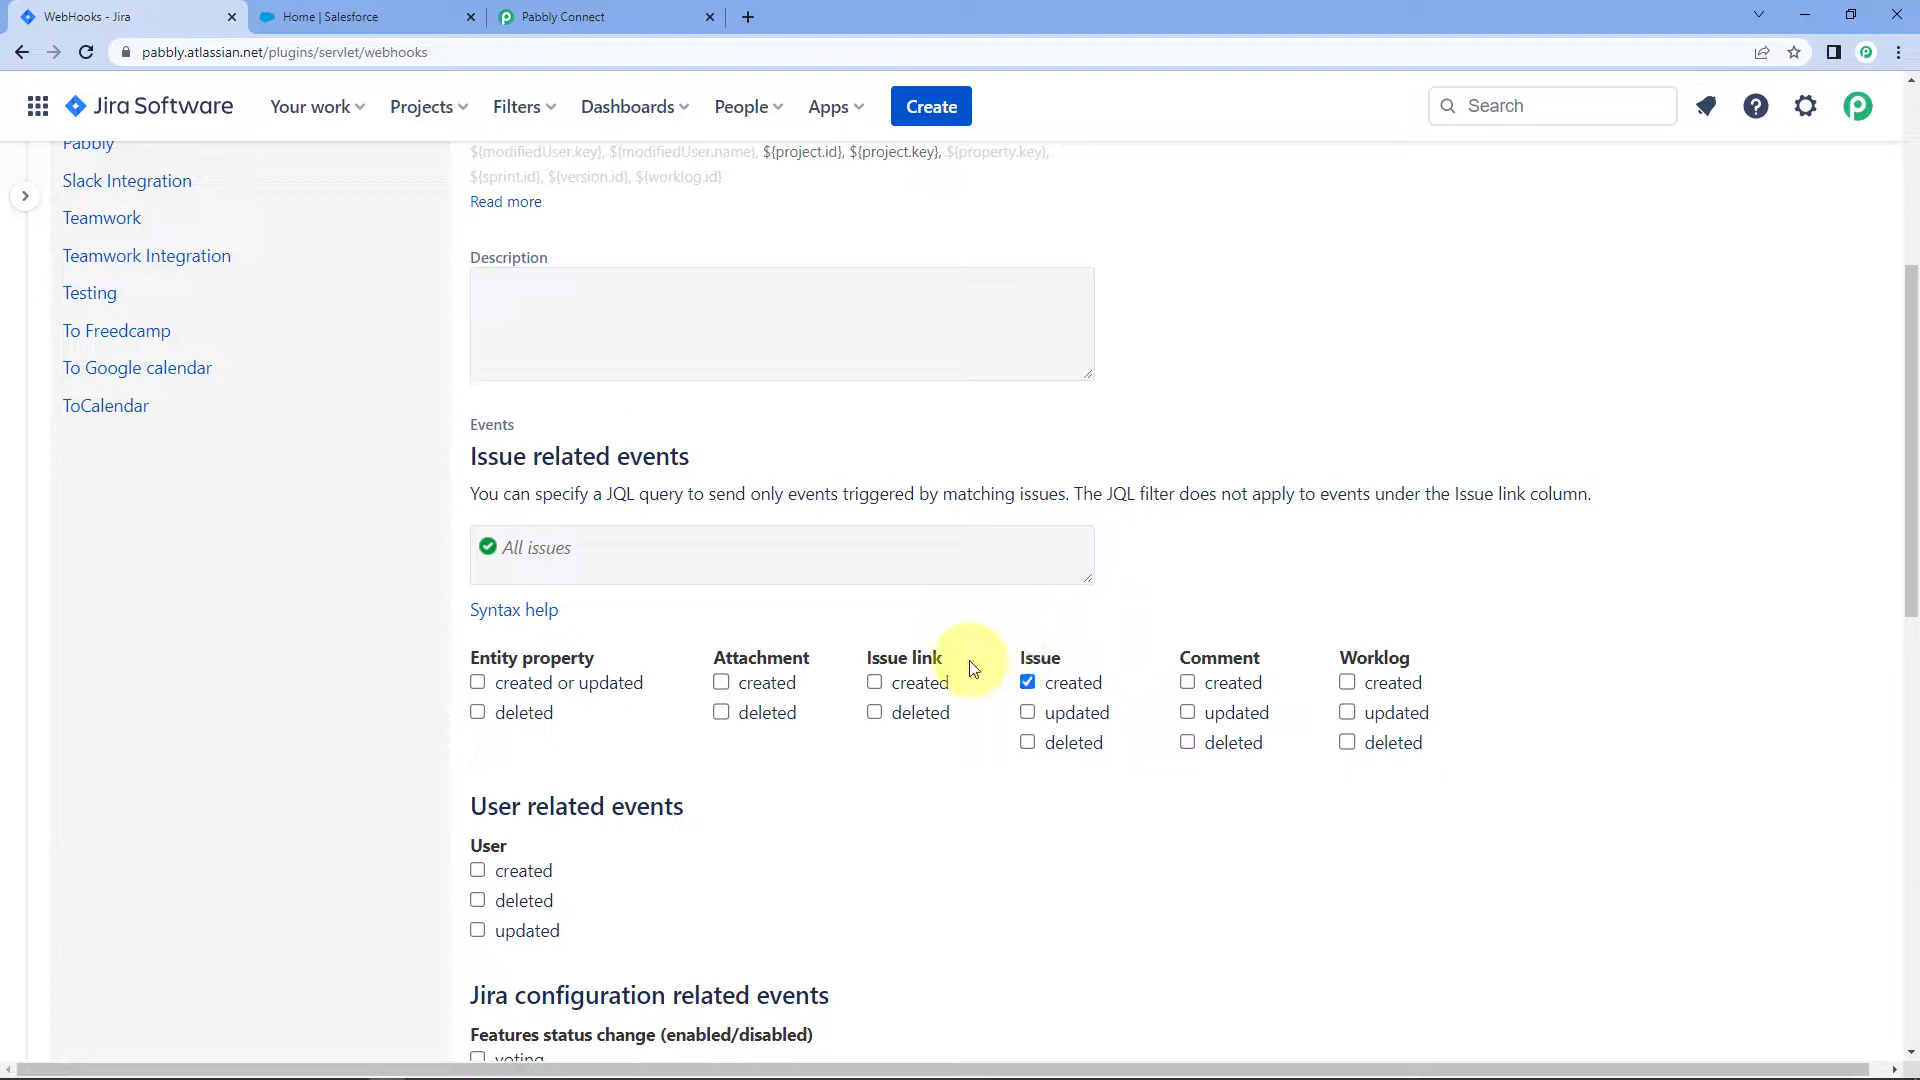 WebHooks - Jira
Home | Salesforce
Pabbly Connect
pabbly.atlassian.net/plugins/servlet/webhooks
Jira Software
Your work
Projects
Filters
Dashboards
People
Apps
Create
Search
Pabbly
Slack Integration
Teamwork
Teamwork Integration
Testing
To Freedcamp
To Google calendar
ToCalendar
${modifiedUser.key}, ${modifiedUser.name}, ${project.id}, ${project.key}, ${property.key},
${sprint.id}, ${version.id}, ${worklog.id}
Read more
Description
Events
Issue related events
You can specify a JQL query to send only events triggered by matching issues. The JQL filter does not apply to events under the Issue link column.
All issues
Syntax help
Entity property
created or updated
deleted
Attachment
created
deleted
Issue link
created
deleted
Issue
created
updated
deleted
Comment
created
updated
deleted
Worklog
created
updated
deleted
User related events
User
created
deleted
updated
Jira configuration related events
Features status change (enabled/disabled)
voting